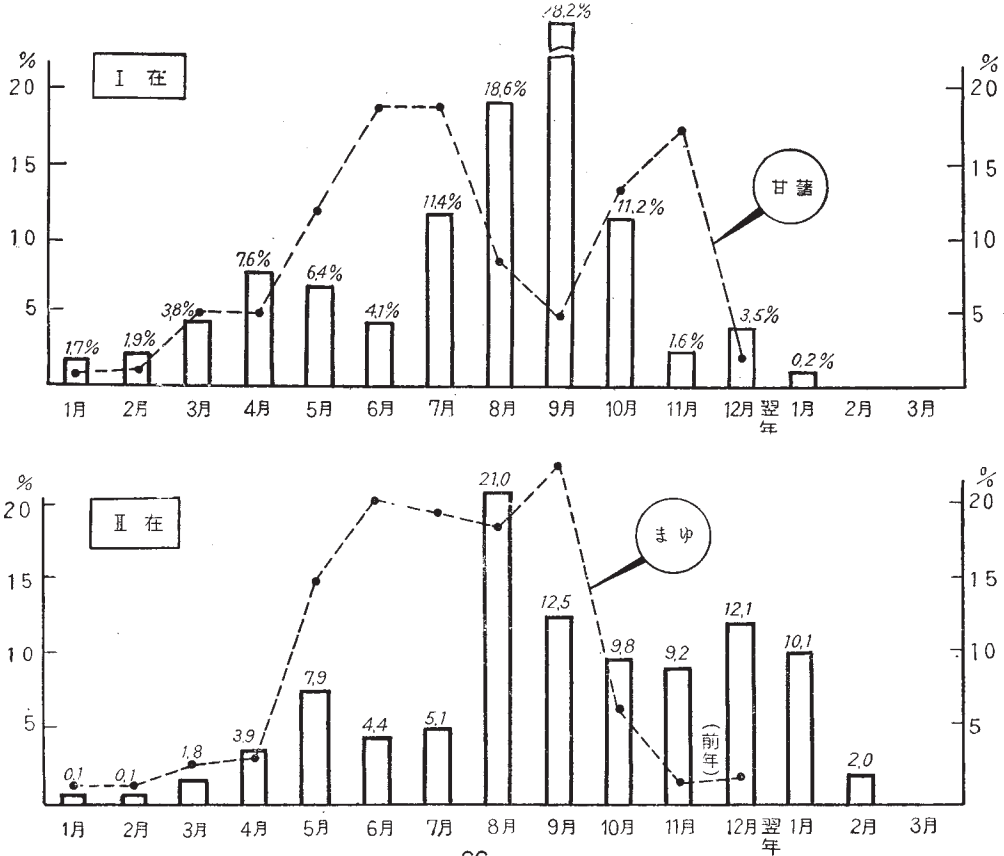 28,2%
% %
I 在
20 18,6% 20
15 甘藷 15
11,4% 11,2%
10 10
7,6% 6,4%
5 3,8% 4,1% 3,5% 5
1,7% 1,9% 1,6% 0,2%
1月 2月 3月 4月 5月 6月 7月 8月 9月 10月 11月 12月 翌年 1月 2月 3月
% %
II 在
20 21,0 20
まゆ
15 15
12,5 12,1
10 9,8 9,2 10,1 10
7,9
5 3,9 4,4 5,1 (前年) 5
0,1 0,1 1,8 2,0
1月 2月 3月 4月 5月 6月 7月 8月 9月 10月 11月 12月 翌年 1月 2月 3月